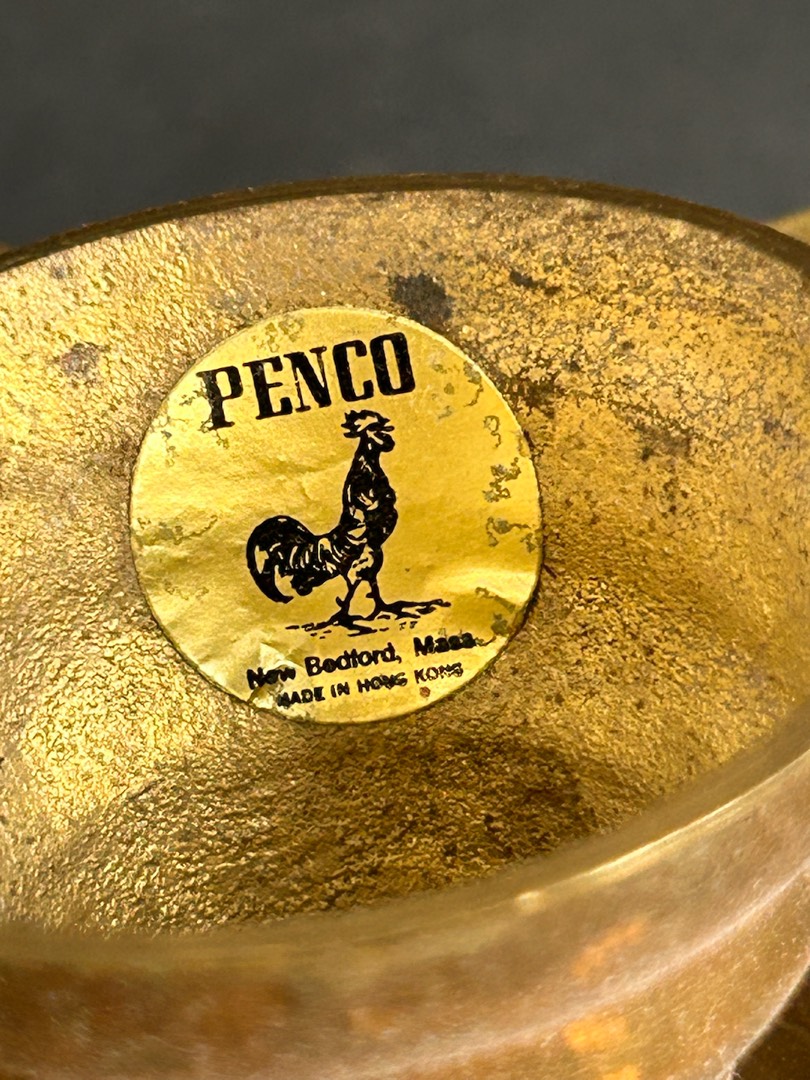 PENCO
New Bedford, Mass.
MADE IN HONG KONG